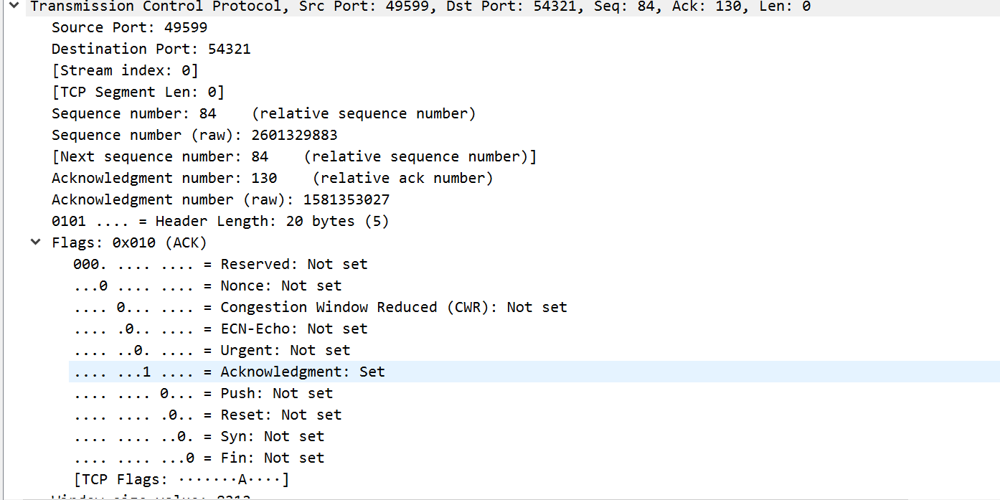 Transmission Control Protocol, Src Port: 49599, Dst Port: 54321, Seq: 84, Ack: 130, Len: 0
Source Port: 49599
Destination Port: 54321
[Stream index: 0]
[TCP Segment Len: 0]
Sequence number: 84    (relative sequence number)
Sequence number (raw): 2601329883
[Next sequence number: 84    (relative sequence number)]
Acknowledgment number: 130    (relative ack number)
Acknowledgment number (raw): 1581353027
0101 .... = Header Length: 20 bytes (5)
Flags: 0x010 (ACK)
000. .... .... = Reserved: Not set
...0 .... .... = Nonce: Not set
.... 0... .... = Congestion Window Reduced (CWR): Not set
.... .0.. .... = ECN-Echo: Not set
.... ..0. .... = Urgent: Not set
.... ...1 .... = Acknowledgment: Set
.... .... 0... = Push: Not set
.... .... .0.. = Reset: Not set
.... .... ..0. = Syn: Not set
.... .... ...0 = Fin: Not set
[TCP Flags: ·······A····]
Window size value: